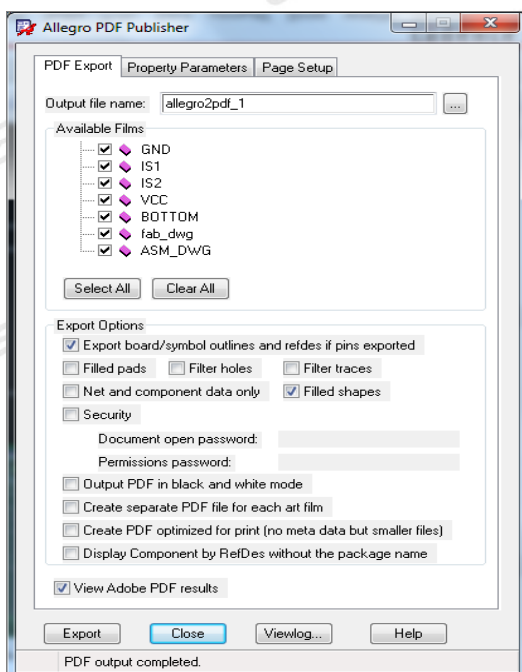 Allegro PDF Publisher
PDF Export Property Parameters Page Setup
Output file name: allegro2pdf_1 ...
Available Films
GND
IS1
IS2
VCC
BOTTOM
fab_dwg
ASM_DWG
Select All Clear All
Export Options
Export board/symbol outlines and refdes if pins exported
Filled pads Filter holes Filter traces
Net and component data only Filled shapes
Security
Document open password:
Permissions password:
Output PDF in black and white mode
Create separate PDF file for each art film
Create PDF optimized for print (no meta data but smaller files)
Display Component by RefDes without the package name
View Adobe PDF results
Export Close Viewlog... Help
PDF output completed.